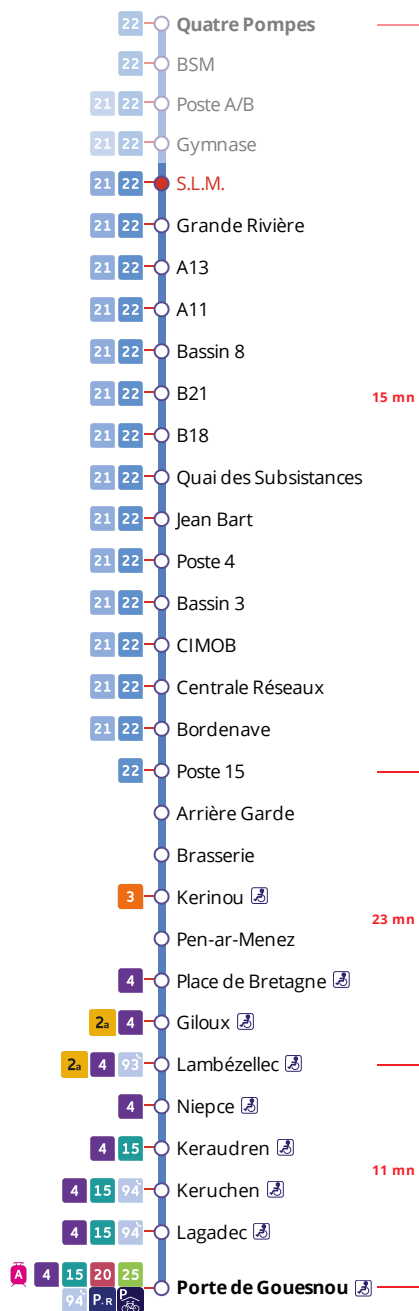 22 Quatre Pompes
22 BSM
21 22 Poste A/B
21 22 Gymnase
21 22 S.L.M.
21 22 Grande Rivière
21 22 A13
21 22 A11
21 22 Bassin 8
21 22 B21
15 mn
21 22 B18
21 22 Quai des Subsistances
21 22 Jean Bart
21 22 Poste 4
21 22 Bassin 3
21 22 CIMOB
21 22 Centrale Réseaux
21 22 Bordenave
22 Poste 15
Arrière Garde
Brasserie
3 Kerinou
23 mn
Pen-ar-Menez
4 Place de Bretagne
2a 4 Giloux
2a 4 93 Lambézellec
4 Niepce
4 15 Keraudren
11 mn
4 15 94 Keruchen
4 15 94 Lagadec
A 4 15 20 25
94 P+R P Porte de Gouesnou